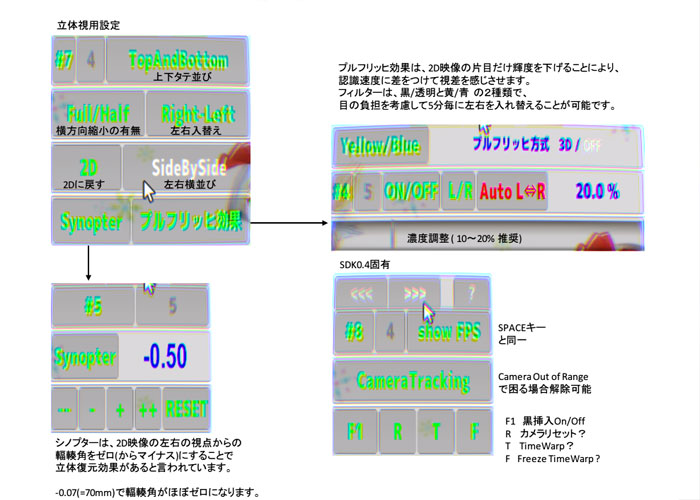 立体視用設定
#7 4 TopAndBottom
上下タテ並び
Full/Half Right-Left
横方向縮小の有無 左右入替え
2D SideBySide
2Dに戻す 左右横並び
Synopter プルフリッヒ効果
プルフリッヒ効果は、2D映像の片目だけ輝度を下げることにより、
認識速度に差をつけて視差を感じさせます。
フィルターは、黒/透明と黄/青 の2種類で、
目の負担を考慮して5分毎に左右を入れ替えることが可能です。
Yellow/Blue プルフリッヒ方式 3D / OFF
#4 5 ON/OFF L/R Auto L⇔R 20.0 %
濃度調整 ( 10～20% 推奨)
#5 5
Synopter -0.50
-- - + ++ RESET
シノプターは、2D映像の左右の視点からの
輻輳角をゼロ(からマイナス)にすることで
立体復元効果があると言われています。
-0.07(=70mm)で輻輳角がほぼゼロになります。
SDK0.4固有
<<< >>> ?
#8 4 show FPS
SPACEキー
と同一
CameraTracking
Camera Out of Range
で困る場合解除可能
F1 R T F
F1 黒挿入On/Off
R カメラリセット？
T TimeWarp？
F Freeze TimeWarp？